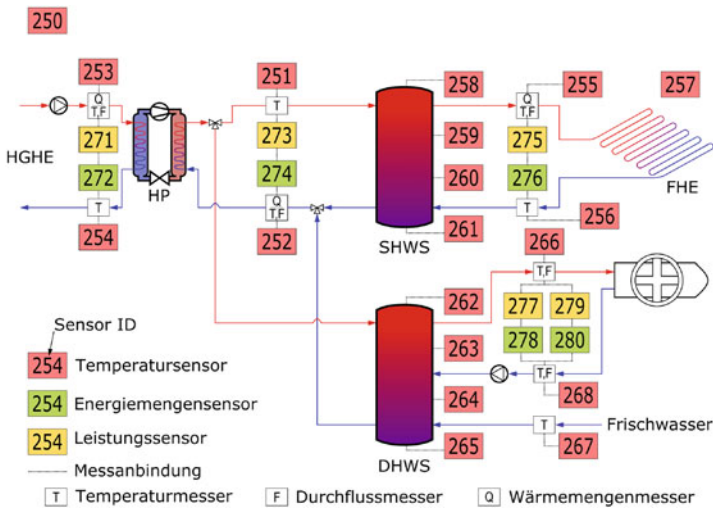 250
253
251
258
255
257
Q
T,F
T
Q
T,F
HGHE
271
272
HP
273
274
259
260
275
276
FHE
T
Q
T,F
T
254
252
261
256
SHWS
266
T,F
262
277
279
263
278
280
264
T,F
268
Frischwasser
T
265
267
DHWS
Sensor ID
254 Temperatursensor
254 Energiemengensensor
254 Leistungssensor
Messanbindung
T Temperaturmesser F Durchflussmesser Q Wärmemengenmesser